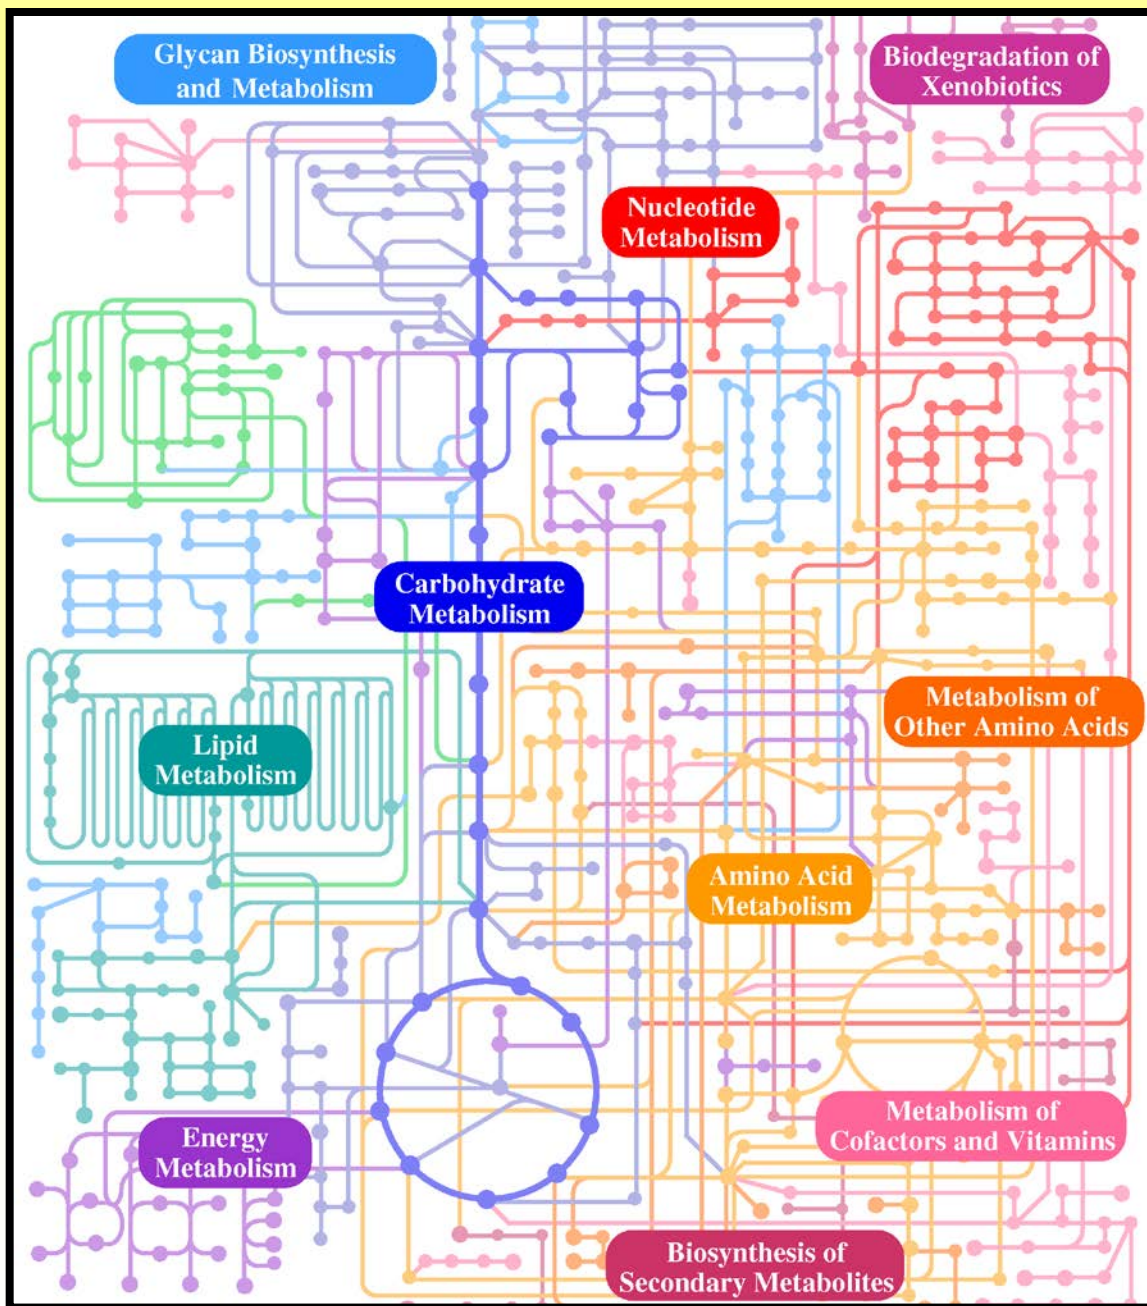 Glycan Biosynthesis
and Metabolism
Biodegradation of
Xenobiotics
Nucleotide
Metabolism
Carbohydrate
Metabolism
Metabolism of
Other Amino Acids
Lipid
Metabolism
Amino Acid
Metabolism
Metabolism of
Cofactors and Vitamins
Energy
Metabolism
Biosynthesis of
Secondary Metabolites